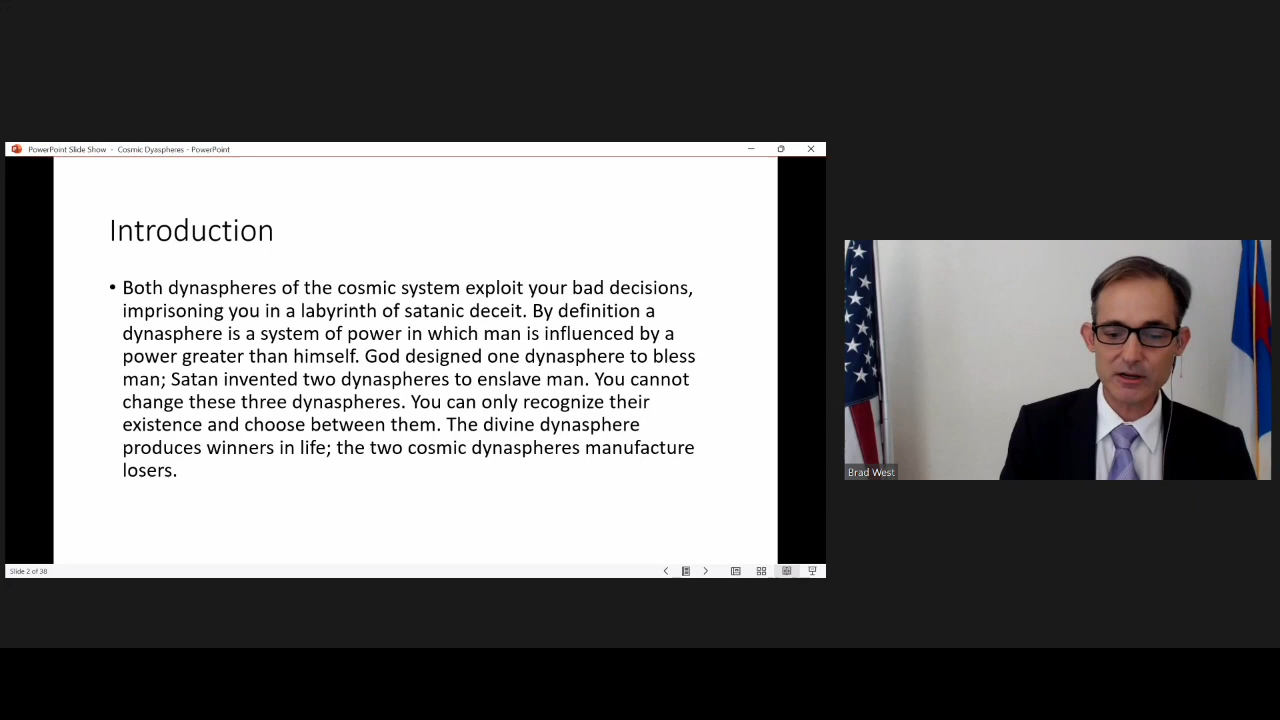 PowerPoint Slide Show - Cosmic Dyaspheres - PowerPoint
Introduction
• Both dynaspheres of the cosmic system exploit your bad decisions,
imprisoning you in a labyrinth of satanic deceit. By definition a
dynasphere is a system of power in which man is influenced by a
power greater than himself. God designed one dynasphere to bless
man; Satan invented two dynaspheres to enslave man. You cannot
change these three dynaspheres. You can only recognize their
existence and choose between them. The divine dynasphere
produces winners in life; the two cosmic dynaspheres manufacture
losers.
Slide 2 of 38
Brad West